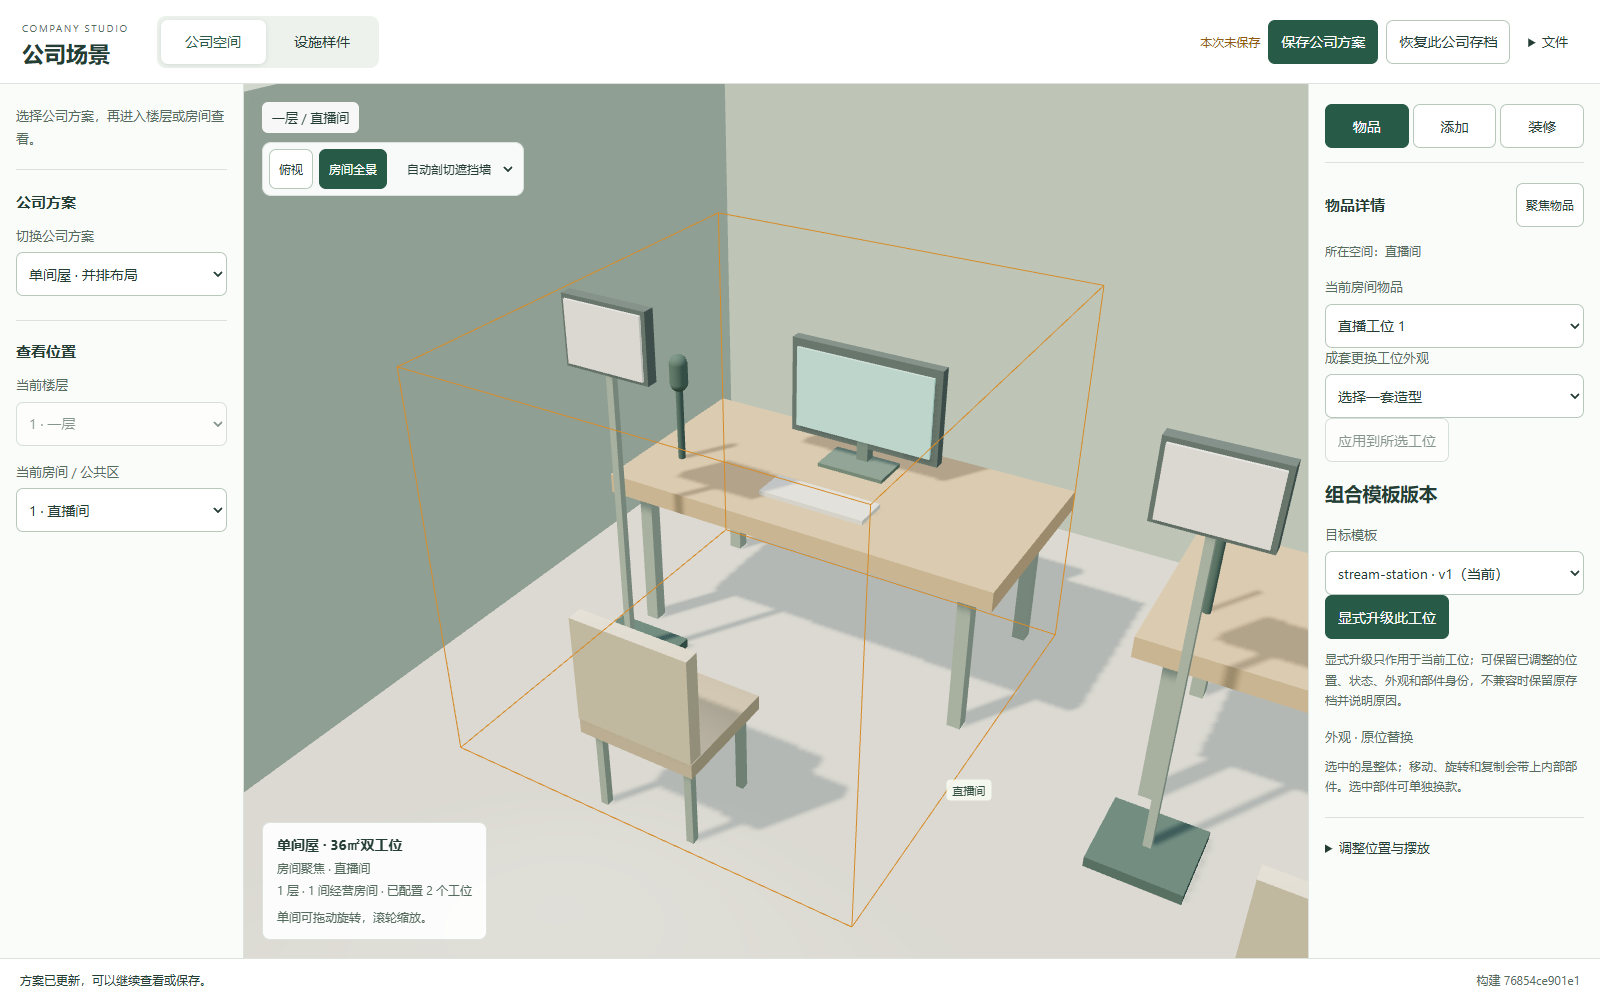 COMPANY STUDIO
公司场景
公司空间
设施样件
本次未保存
保存公司方案
恢复此公司存档
文件
选择公司方案，再进入楼层或房间查看。
公司方案
切换公司方案
单间屋 · 并排布局
查看位置
当前楼层
1 · 一层
当前房间 / 公共区
1 · 直播间
一层 / 直播间
俯视
房间全景
自动剖切遮挡墙
直播间
单间屋 · 36㎡双工位
房间聚焦 · 直播间
1 层 · 1 间经营房间 · 已配置 2 个工位
单间可拖动旋转，滚轮缩放。
物品
添加
装修
物品详情
聚焦物品
所在空间：直播间
当前房间物品
直播工位 1
成套更换工位外观
选择一套造型
应用到所选工位
组合模板版本
目标模板
stream-station · v1（当前）
显式升级此工位
显式升级只作用于当前工位；可保留已调整的位
置、状态、外观和部件身份，不兼容时保留原存
档并说明原因。
外观 · 原位替换
选中的是整体；移动、旋转和复制会带上内部部
件。选中部件可单独换款。
调整位置与摆放
方案已更新，可以继续查看或保存。
构建 76854ce901e1